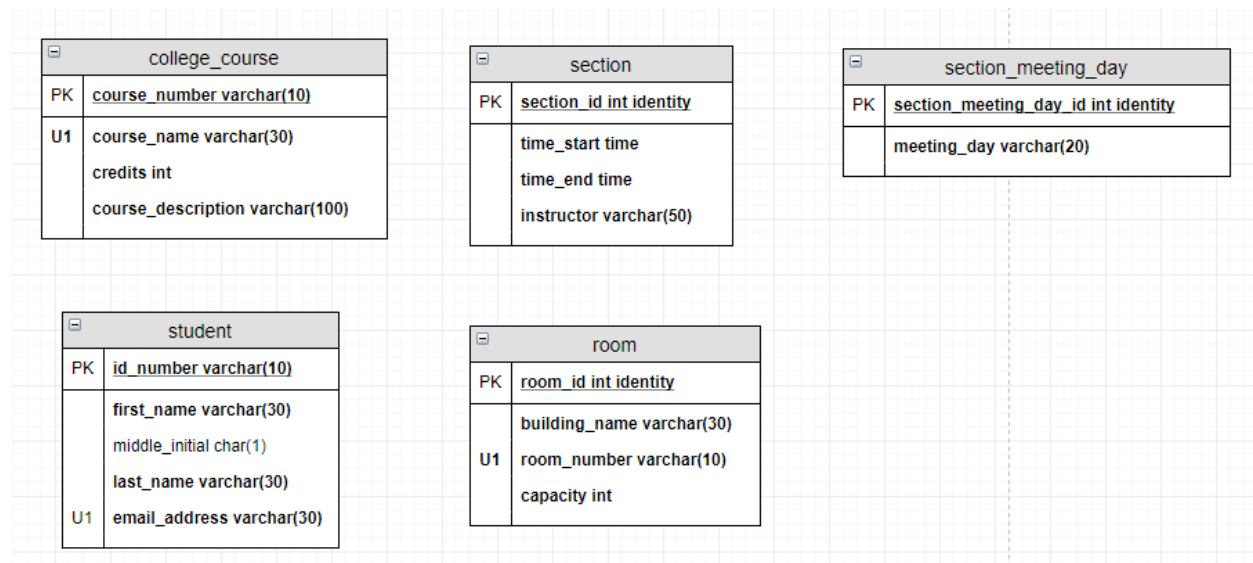 college_course
PK course_number varchar(10)
U1 course_name varchar(30)
credits int
course_description varchar(100)
section
PK section_id int identity
time_start time
time_end time
instructor varchar(50)
section_meeting_day
PK section_meeting_day_id int identity
meeting_day varchar(20)
student
PK id_number varchar(10)
first_name varchar(30)
middle_initial char(1)
last_name varchar(30)
U1 email_address varchar(30)
room
PK room_id int identity
building_name varchar(30)
U1 room_number varchar(10)
capacity int